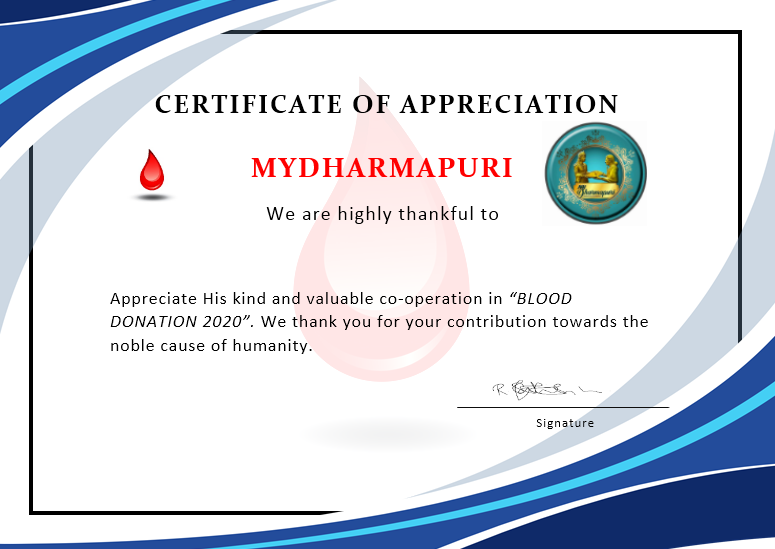 CERTIFICATE OF APPRECIATION
MYDHARMAPURI
We are highly thankful to
Appreciate His kind and valuable co-operation in “BLOOD
DONATION 2020”. We thank you for your contribution towards the
noble cause of humanity.
Signature